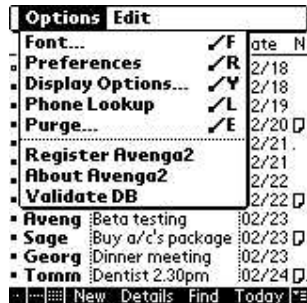 Options Edit
Font... ✓F ate N
Preferences ✓R 2/18
Display Options... ✓Y 2/18
Phone Lookup ✓L 2/19
Purge... ✓E 2/20
2/21
Register Avenga2 2/21
About Avenga2 2/22
Validate DB 2/22
Aveng Beta testing 02/23
Sage Buy a/c's package 02/23
Georg Dinner meeting 02/23
Tomm Dentist 2.30pm 02/24
New Details Find Today